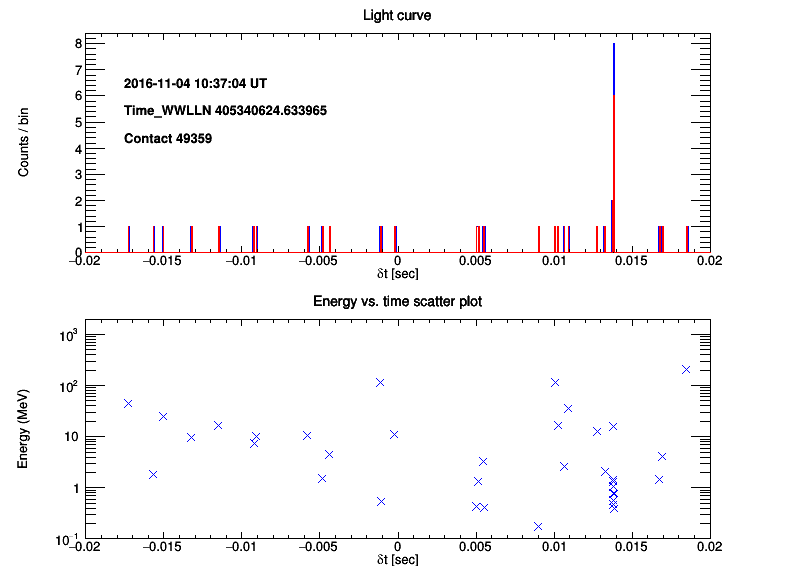 Light curve
8
7
6
5
4
3
2
1
0
Counts / bin
2016-11-04 10:37:04 UT
Time_WWLLN 405340624.633965
Contact 49359
−0.02 −0.015 −0.01 −0.005 0 0.005 0.01 0.015 0.02
δt [sec]
Energy vs. time scatter plot
10³
10²
10
1
10⁻¹
Energy (MeV)
−0.02 −0.015 −0.01 −0.005 0 0.005 0.01 0.015 0.02
δt [sec]